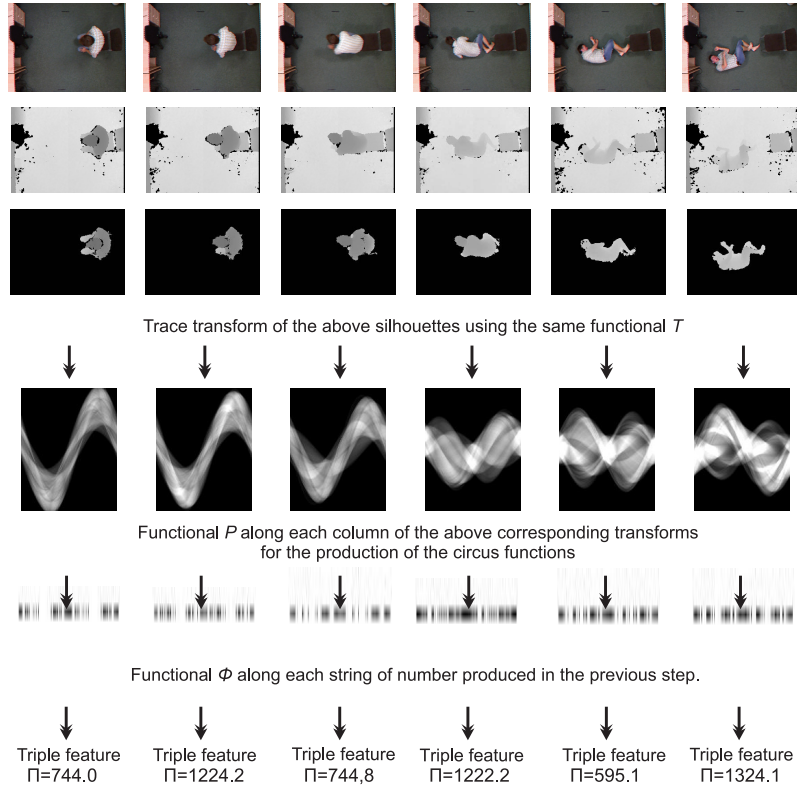 Trace transform of the above silhouettes using the same functional T
Functional P along each column of the above corresponding transforms
for the production of the circus functions
Functional Φ along each string of number produced in the previous step.
Triple feature Triple feature Triple feature Triple feature Triple feature Triple feature
Π=744.0 Π=1224.2 Π=744,8 Π=1222.2 Π=595.1 Π=1324.1